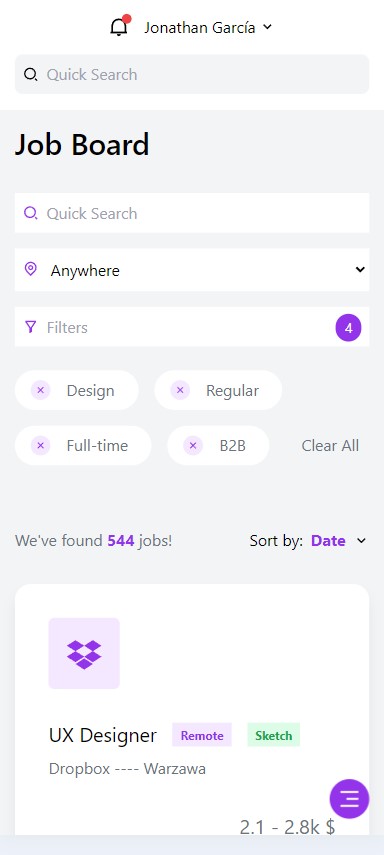 Jonathan García
Quick Search
Job Board
Quick Search
Anywhere
Filters 4
Design Regular
Full-time B2B Clear All
We've found 544 jobs! Sort by: Date
UX Designer Remote Sketch
Dropbox ---- Warzawa
2.1 - 2.8k $